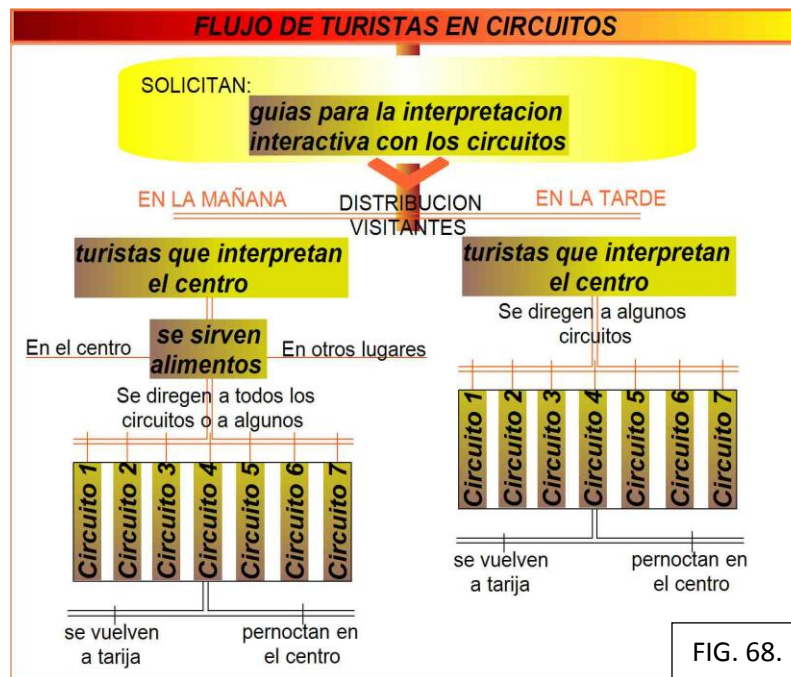 FLUJO DE TURISTAS EN CIRCUITOS
SOLICITAN:
guias para la interpretacion
interactiva con los circuitos
EN LA MAÑANA
DISTRIBUCION
VISITANTES
EN LA TARDE
turistas que interpretan
el centro
En el centro
se sirven
alimentos
En otros lugares
Se diregen a todos los
circuitos o a algunos
Circuito 1
Circuito 2
Circuito 3
Circuito 4
Circuito 5
Circuito 6
Circuito 7
se vuelven
a tarija
pernoctan en
el centro
turistas que interpretan
el centro
Se diregen a algunos
circuitos
Circuito 1
Circuito 2
Circuito 3
Circuito 4
Circuito 5
Circuito 6
Circuito 7
se vuelven
a tarija
pernoctan en
el centro
FIG. 68.